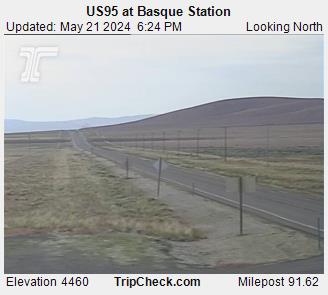 US95 at Basque Station
Updated: May 21 2024 6:24 PM Looking North
Elevation 4460 TripCheck.com Milepost 91.62